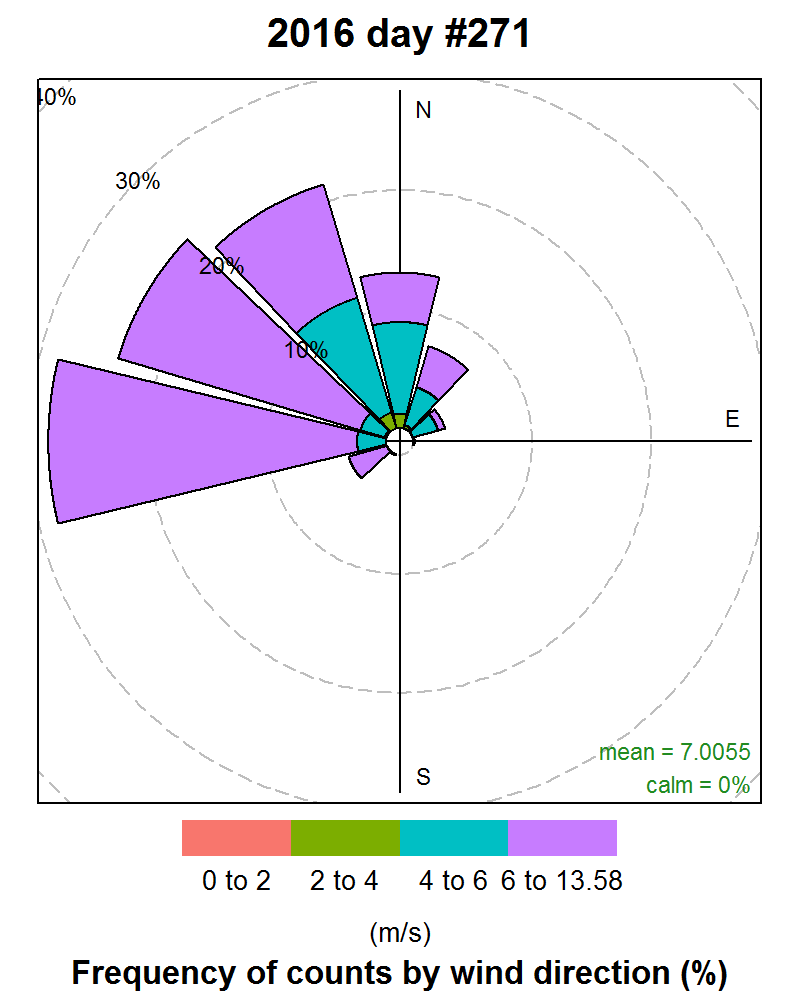 2016 day #271
40%
N
30%
20%
10%
E
mean = 7.0055
S
calm = 0%
0 to 2 2 to 4 4 to 6 6 to 13.58
(m/s)
Frequency of counts by wind direction (%)